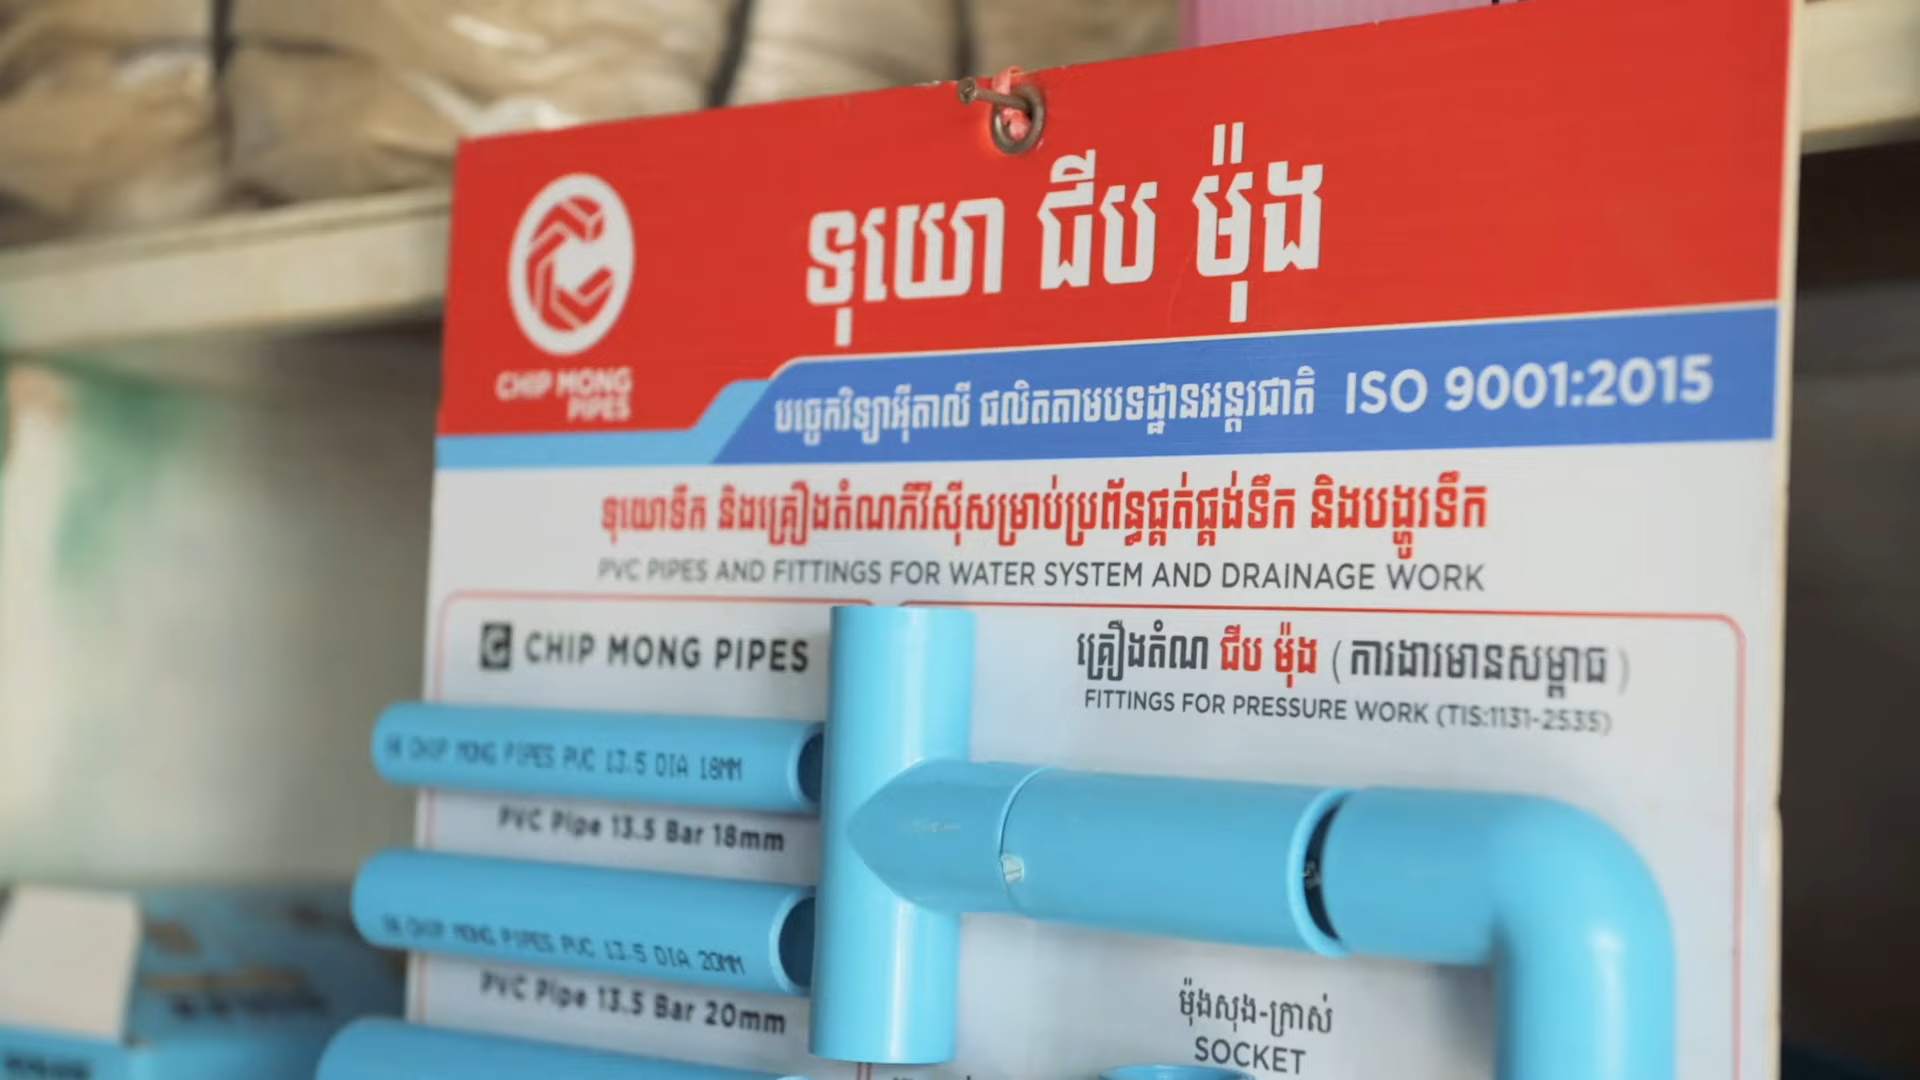 ទុយោ ជីប ម៉ុង
CHIP MONG
PIPES
បច្ចេកវិទ្យាអ៊ីតាលី ផលិតតាមបទដ្ឋានអន្តរជាតិ ISO 9001:2015
ទុយោទឹក និងគ្រឿងតំណភីវីស៊ីសម្រាប់ប្រព័ន្ធផ្គត់ផ្គង់ទឹក និងបង្ហូរទឹក
PVC PIPES AND FITTINGS FOR WATER SYSTEM AND DRAINAGE WORK
CHIP MONG PIPES
គ្រឿងតំណ ជីប ម៉ុង (ការងារមានសម្ពាធ)
FITTINGS FOR PRESSURE WORK (TIS:1131-2535)
CHIP MONG PIPES PVC 13.5 DIA 18MM
PVC Pipe 13.5 Bar 18mm
CHIP MONG PIPES PVC 13.5 DIA 20MM
PVC Pipe 13.5 Bar 20mm
ម៉ុងសុង-ក្រាស់
SOCKET